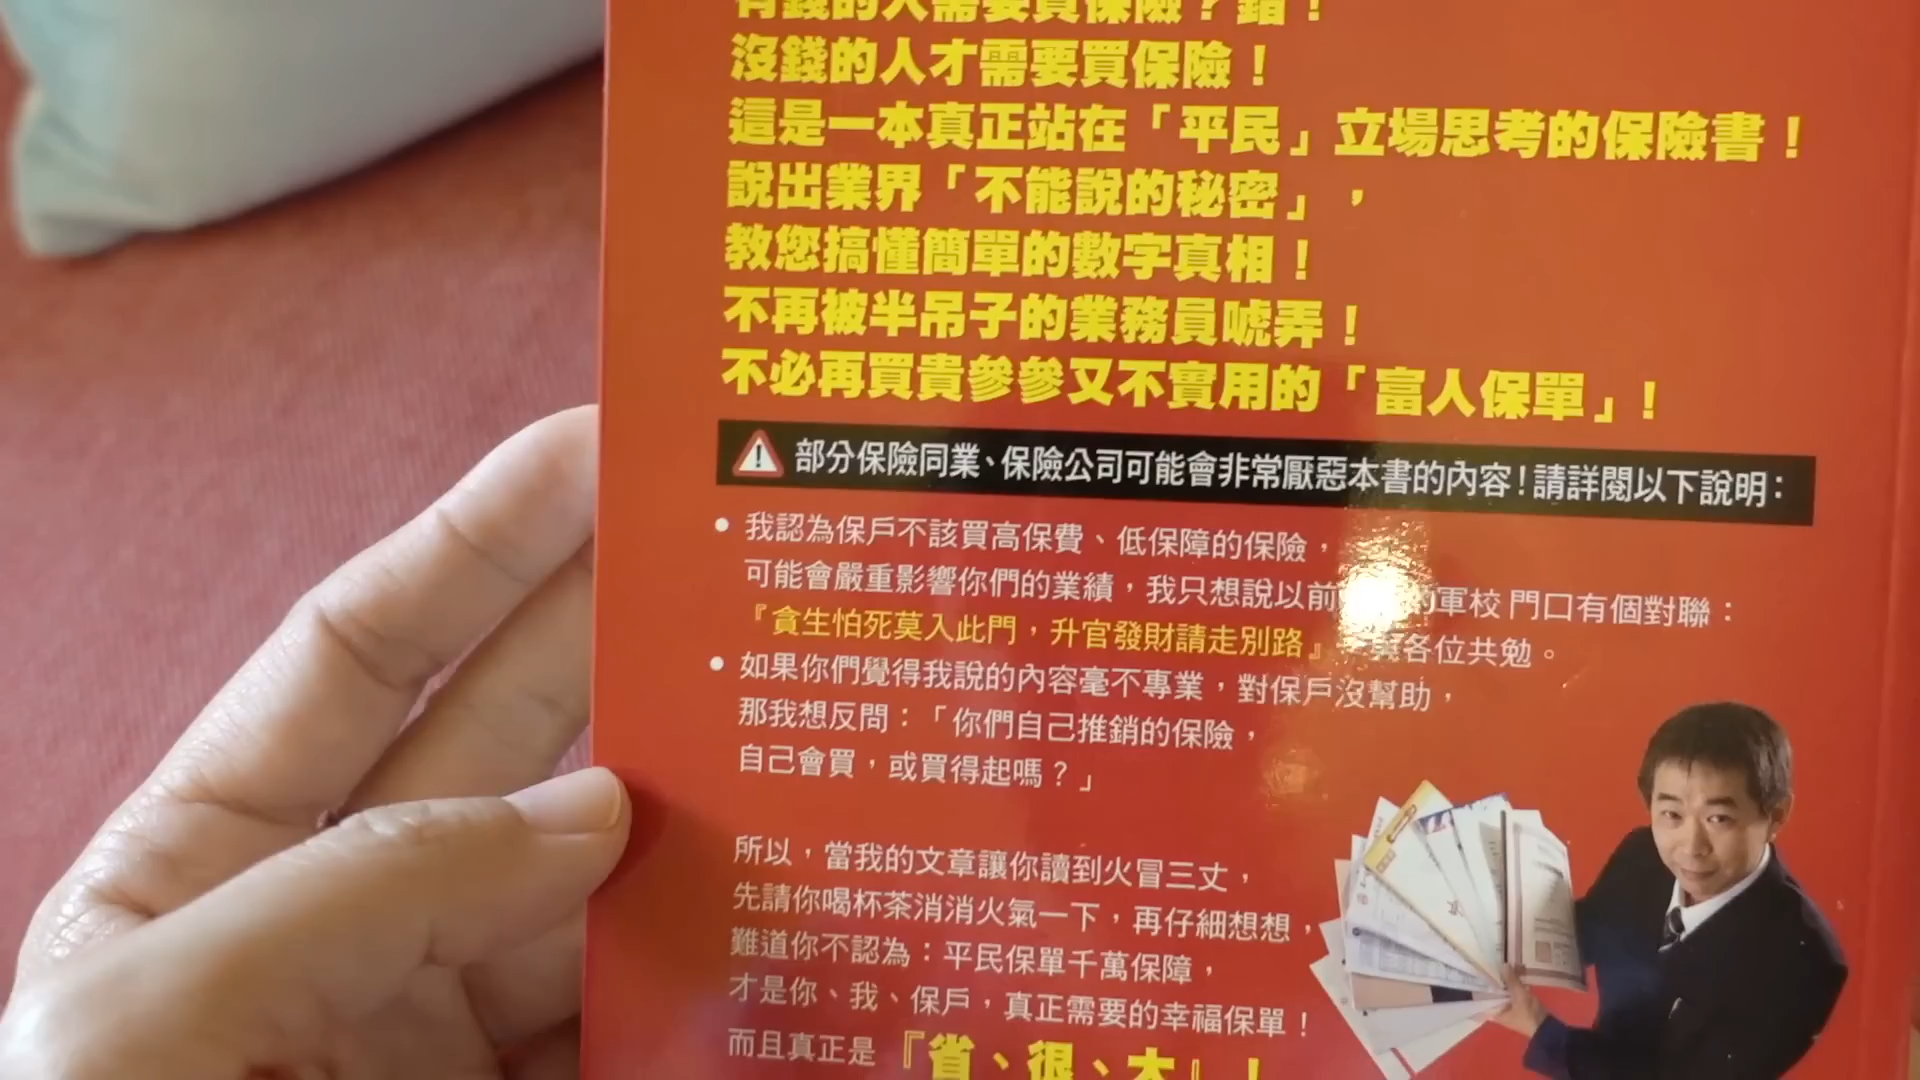 有錢的人需要買保險？錯！
沒錢的人才需要買保險！
這是一本真正站在「平民」立場思考的保險書！
說出業界「不能說的秘密」，
教您搞懂簡單的數字真相！
不再被半吊子的業務員唬弄！
不必再買貴參參又不實用的「富人保單」！
部分保險同業、保險公司可能會非常厭惡本書的內容！請詳閱以下說明：
● 我認為保戶不該買高保費、低保障的保險，
可能會嚴重影響你們的業績，我只想說以前 的軍校門口有個對聯：
『貪生怕死莫入此門，升官發財請走別路』 與各位共勉。
● 如果你們覺得我說的內容毫不專業，對保戶沒幫助，
那我想反問：「你們自己推銷的保險，
自己會買，或買得起嗎？」
所以，當我的文章讓你讀到火冒三丈，
先請你喝杯茶消消火氣一下，再仔細想想，
難道你不認為：平民保單千萬保障，
才是你、我、保戶，真正需要的幸福保單！
而且真正是『省、很、大』！